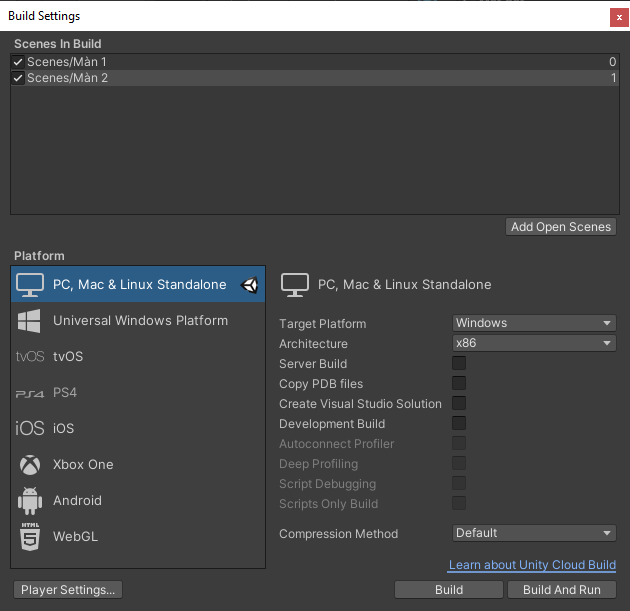 Build Settings
x
Scenes In Build
Scenes/Màn 1 0
Scenes/Màn 2 1
Add Open Scenes
Platform
PC, Mac & Linux Standalone
Universal Windows Platform
tvOS tvOS
PS4 PS4
iOS iOS
Xbox One
Android
HTML 5 WebGL
PC, Mac & Linux Standalone
Target Platform Windows
Architecture x86
Server Build
Copy PDB files
Create Visual Studio Solution
Development Build
Autoconnect Profiler
Deep Profiling
Script Debugging
Scripts Only Build
Compression Method Default
Learn about Unity Cloud Build
Player Settings... Build Build And Run